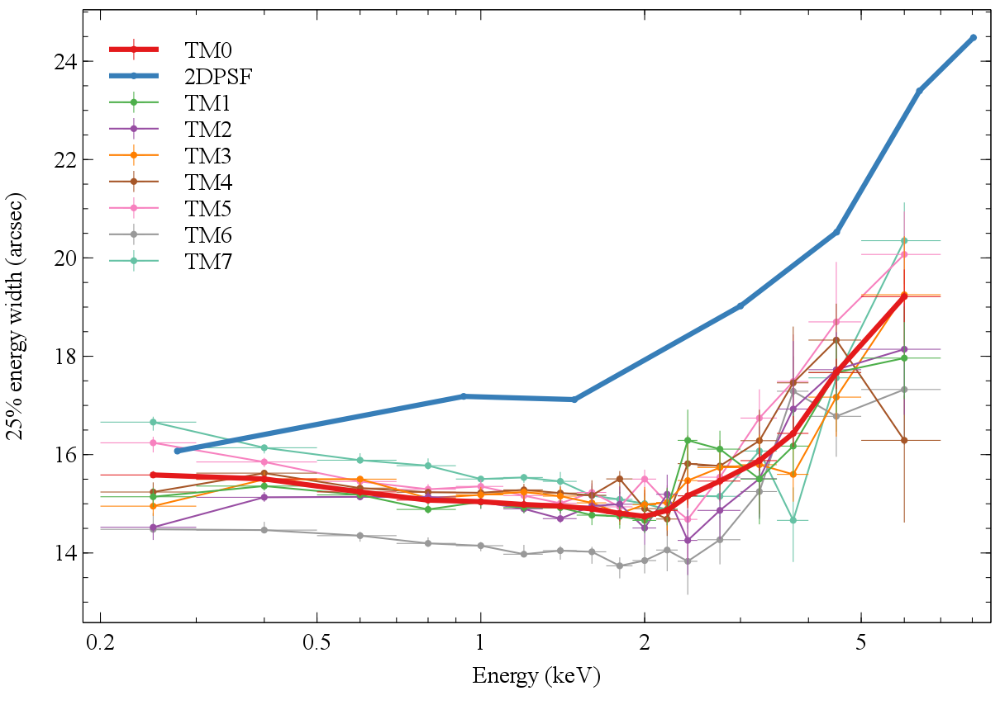 TM0
2DPSF
TM1
TM2
TM3
TM4
TM5
TM6
TM7
24
22
20
18
16
14
25% energy width (arcsec)
0.2 0.5 1 2 5
Energy (keV)